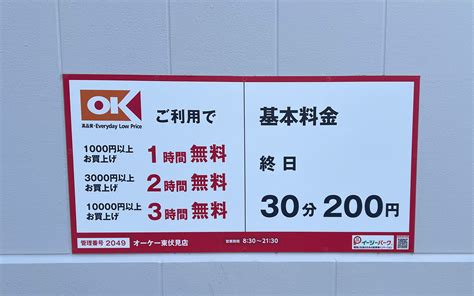 OK
高品質・Everyday Low Price
ご利用で
1000円以上
お買上げ
1時間 無料
3000円以上
お買上げ
2時間 無料
10000円以上
お買上げ
3時間 無料
管理番号 2049
オーケー東伏見店
営業時間 8:30～21:30
基本料金
終日
30分 200円
イージーパーク